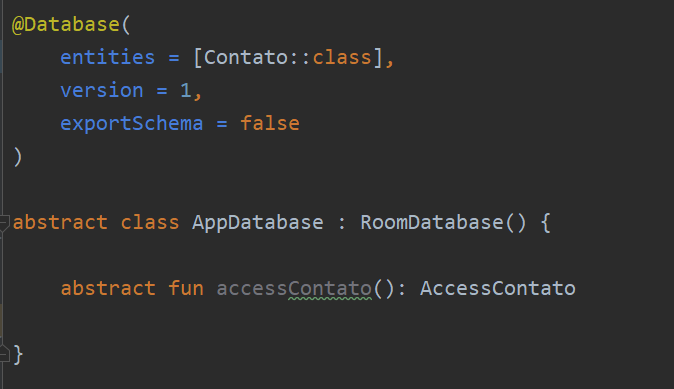 @Database(
    entities = [Contato::class],
    version = 1,
    exportSchema = false
)
abstract class AppDatabase : RoomDatabase() {
    abstract fun accessContato(): AccessContato
}